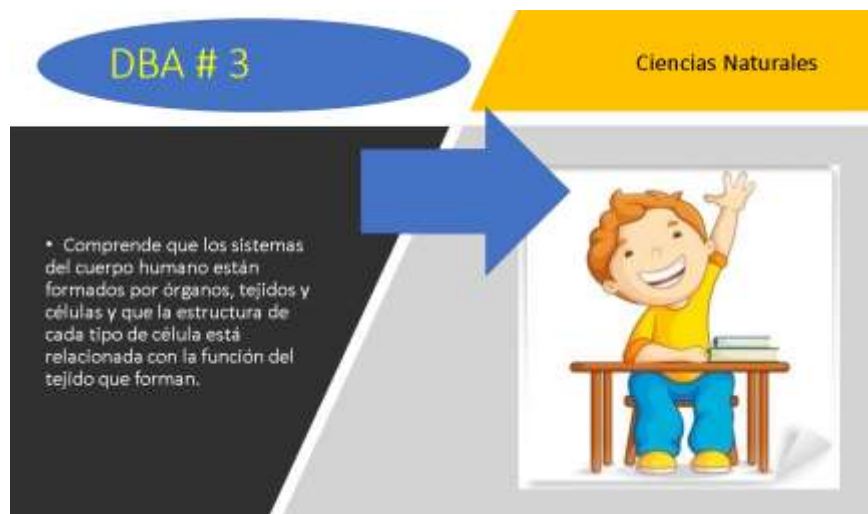 DBA # 3
Ciencias Naturales
• Comprende que los sistemas
del cuerpo humano están
formados por órganos, tejidos y
células y que la estructura de
cada tipo de célula está
relacionada con la función del
tejido que forman.